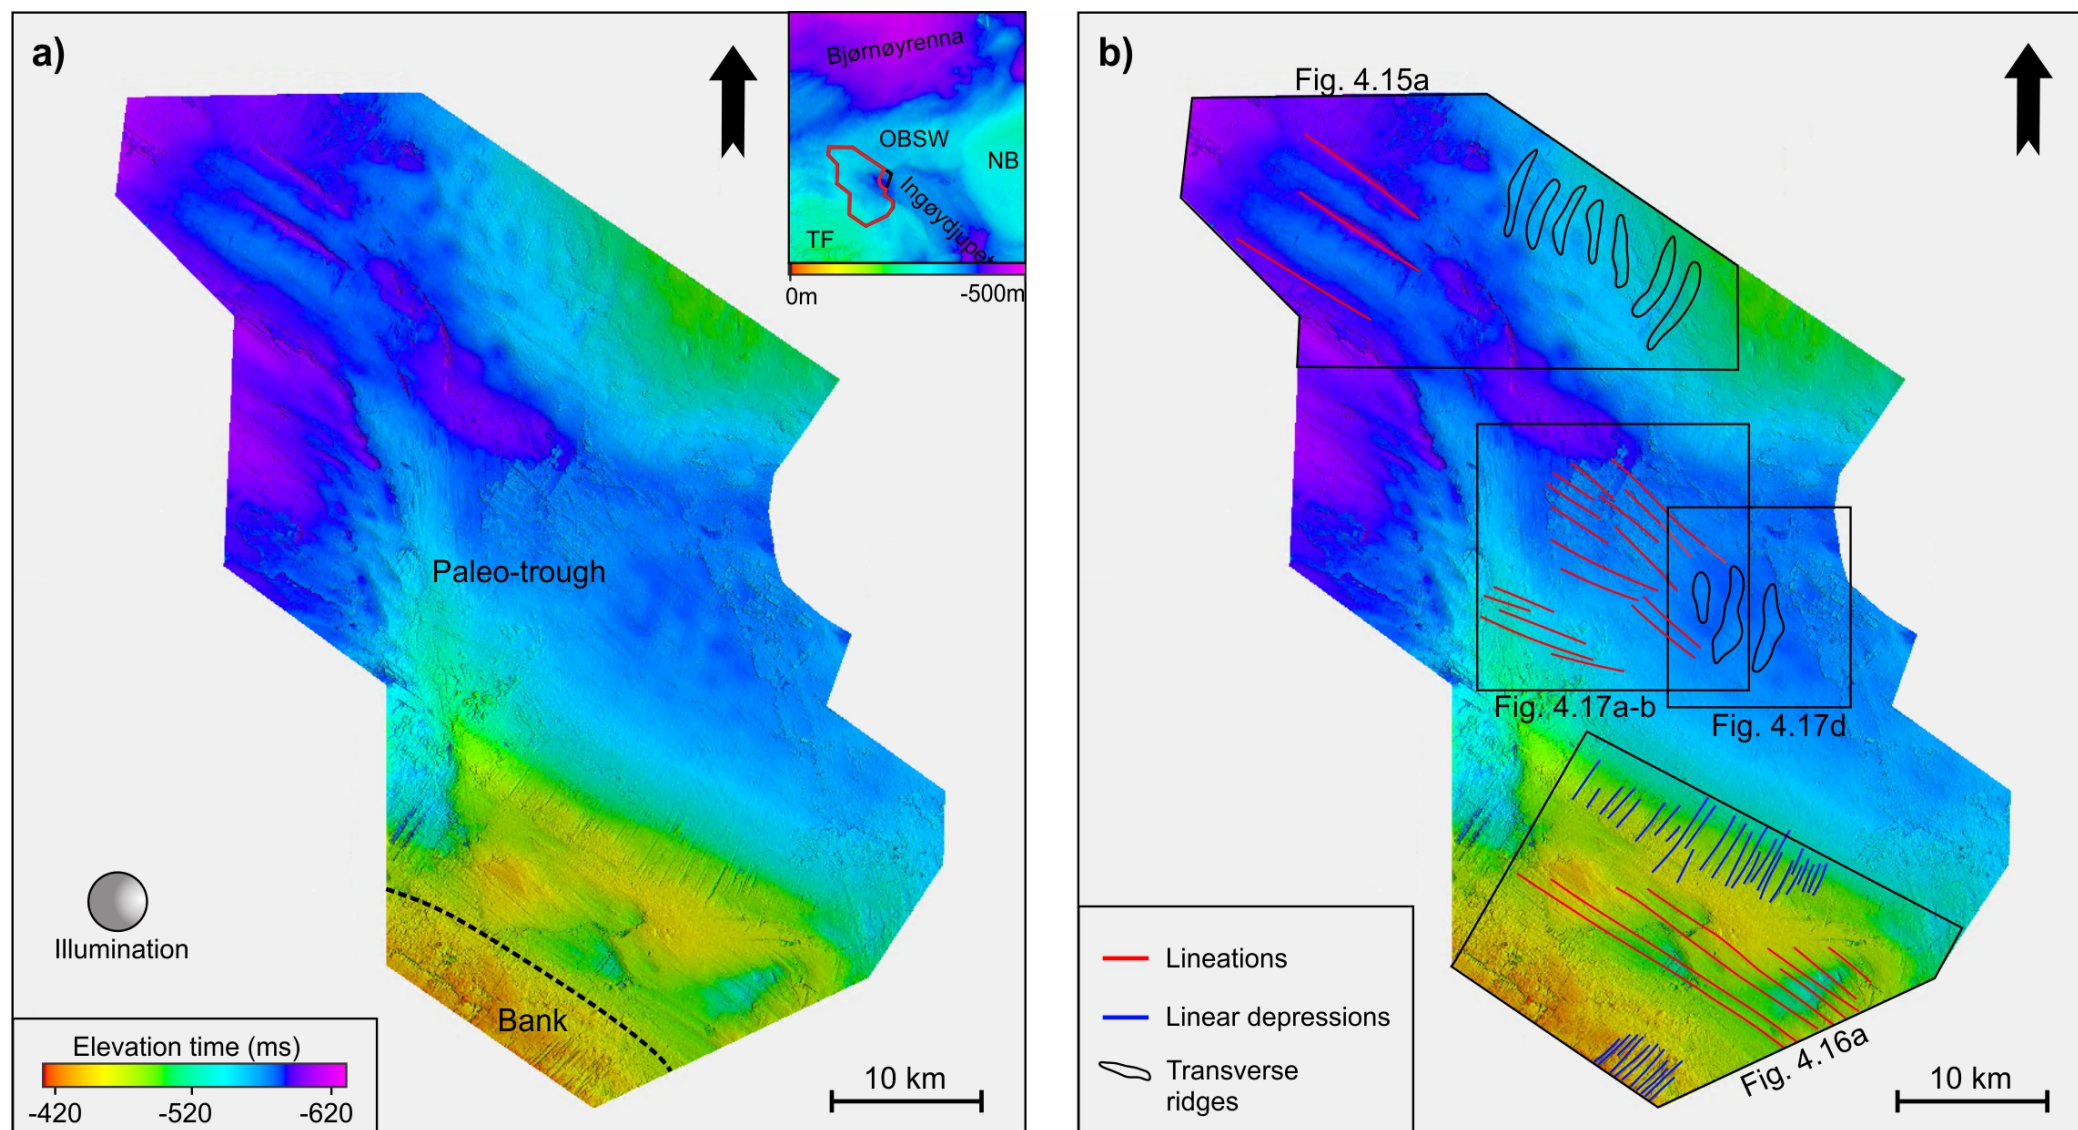 a)
Bjørnøyrenna
OBSW
NB
Ingøydjupet
TF
0m -500m
Paleo-trough
Bank
Illumination
Elevation time (ms)
-420 -520 -620
10 km
b)
Fig. 4.15a
Fig. 4.17a-b
Fig. 4.17d
Fig. 4.16a
Lineations
Linear depressions
Transverse
ridges
10 km